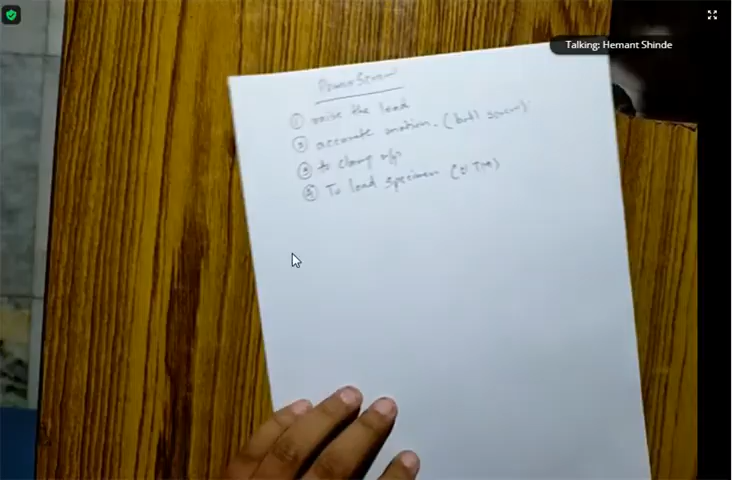 Talking: Hemant Shinde
Power Screw
① raise the load
② accurate motion. (ball screw).
③ to clamp w/p
④ To load specimen (UTM)